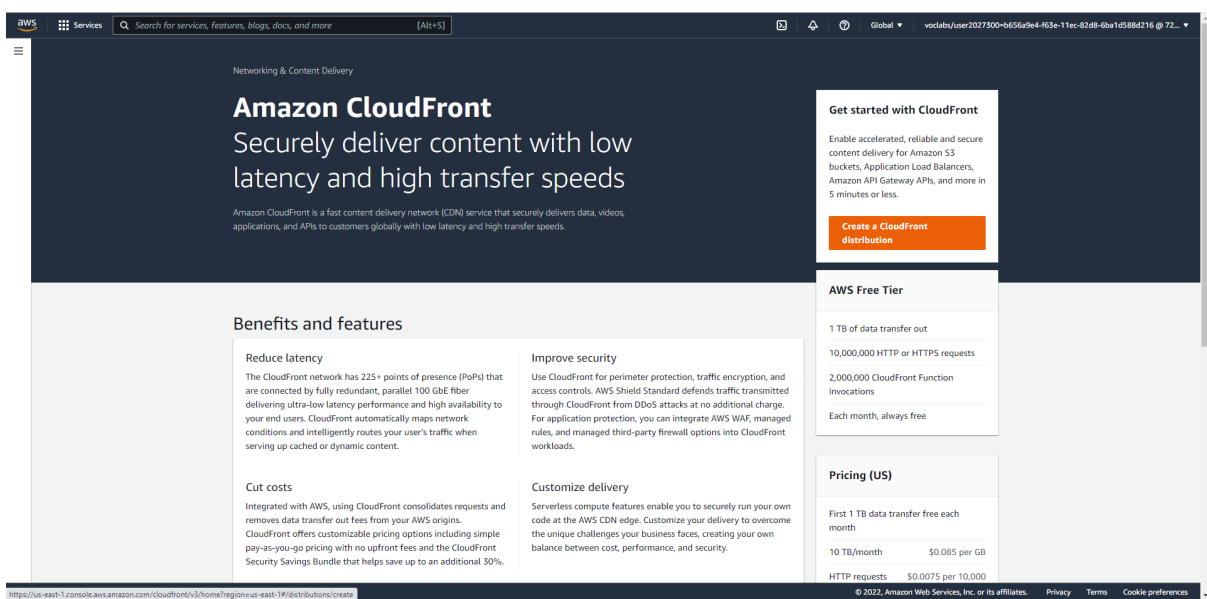 aws
Services
Search for services, features, blogs, docs, and more
[Alt+S]
Global ▼
voclabs/user2027300=b656a9e4-f63e-11ec-82d8-6ba1d588d216 @ 72... ▼
Networking & Content Delivery
Amazon CloudFront
Securely deliver content with low
latency and high transfer speeds
Amazon CloudFront is a fast content delivery network (CDN) service that securely delivers data, videos,
applications, and APIs to customers globally with low latency and high transfer speeds.
Get started with CloudFront
Enable accelerated, reliable and secure
content delivery for Amazon S3
buckets, Application Load Balancers,
Amazon API Gateway APIs, and more in
5 minutes or less.
Create a CloudFront
distribution
AWS Free Tier
1 TB of data transfer out
10,000,000 HTTP or HTTPS requests
2,000,000 CloudFront Function
invocations
Each month, always free
Benefits and features
Reduce latency
The CloudFront network has 225+ points of presence (PoPs) that
are connected by fully redundant, parallel 100 GbE fiber
delivering ultra-low latency performance and high availability to
your end users. CloudFront automatically maps network
conditions and intelligently routes your user's traffic when
serving up cached or dynamic content.
Improve security
Use CloudFront for perimeter protection, traffic encryption, and
access controls. AWS Shield Standard defends traffic transmitted
through CloudFront from DDoS attacks at no additional charge.
For application protection, you can integrate AWS WAF, managed
rules, and managed third-party firewall options into CloudFront
workloads.
Cut costs
Integrated with AWS, using CloudFront consolidates requests and
removes data transfer out fees from your AWS origins.
CloudFront offers customizable pricing options including simple
pay-as-you-go pricing with no upfront fees and the CloudFront
Security Savings Bundle that helps save up to an additional 30%.
Customize delivery
Serverless compute features enable you to securely run your own
code at the AWS CDN edge. Customize your delivery to overcome
the unique challenges your business faces, creating your own
balance between cost, performance, and security.
Pricing (US)
First 1 TB data transfer free each
month
10 TB/month $0.085 per GB
HTTP requests $0.0075 per 10,000
https://us-east-1.console.aws.amazon.com/cloudfront/v3/home?region=us-east-1#/distributions/create
© 2022, Amazon Web Services, Inc. or its affiliates.
Privacy
Terms
Cookie preferences